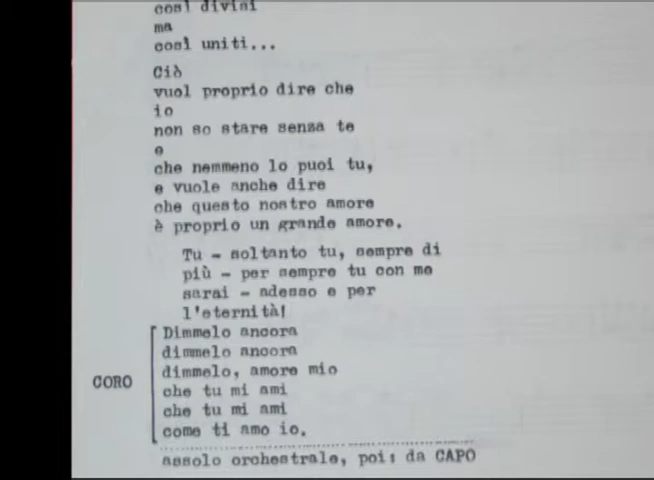 così divisi
ma
così uniti...
Ciò
vuol proprio dire che
io
non so stare senza te
e
che nemmeno lo puoi tu,
e vuole anche dire
che questo nostro amore
è proprio un grande amore.
Tu - soltanto tu, sempre di
più - per sempre tu con me
sarai - adesso e per
l'eternità!
Dimmelo ancora
dimmelo ancora
dimmelo, amore mio
CORO
che tu mi ami
che tu mi ami
come ti amo io.
assolo orchestrale, poi: da CAPO